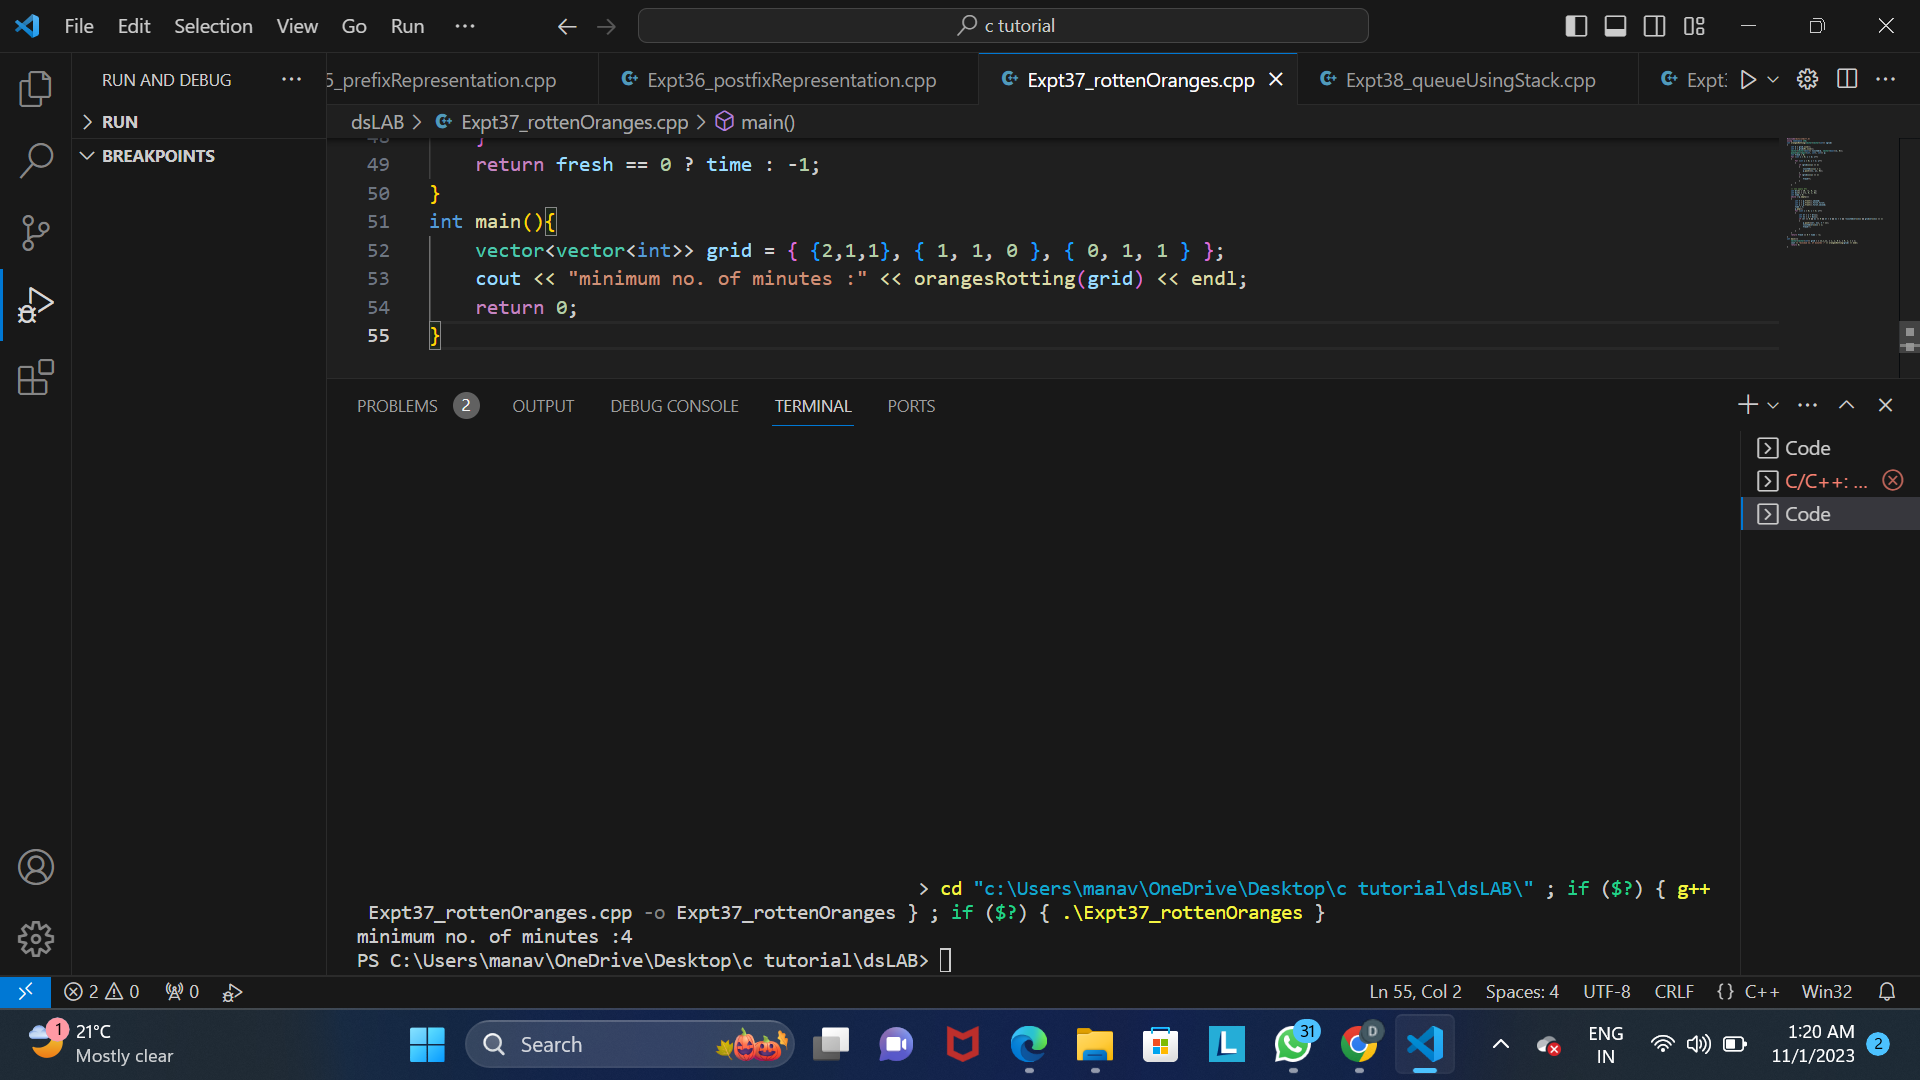 File Edit Selection View Go Run ··· c tutorial
RUN AND DEBUG ··· 5_prefixRepresentation.cpp Expt36_postfixRepresentation.cpp Expt37_rottenOranges.cpp Expt38_queueUsingStack.cpp Expt:
RUN
BREAKPOINTS
dsLAB > Expt37_rottenOranges.cpp > main()
48 }
49 return fresh == 0 ? time : -1;
50 }
51 int main(){
52 vector<vector<int>> grid = { {2,1,1}, { 1, 1, 0 }, { 0, 1, 1 } };
53 cout << "minimum no. of minutes :" << orangesRotting(grid) << endl;
54 return 0;
55 }
PROBLEMS 2 OUTPUT DEBUG CONSOLE TERMINAL PORTS
Code
C/C++: ...
Code
> cd "c:\Users\manav\OneDrive\Desktop\c tutorial\dsLAB\" ; if ($?) { g++
Expt37_rottenOranges.cpp -o Expt37_rottenOranges } ; if ($?) { .\Expt37_rottenOranges }
minimum no. of minutes :4
PS C:\Users\manav\OneDrive\Desktop\c tutorial\dsLAB>
2 0 0 Ln 55, Col 2 Spaces: 4 UTF-8 CRLF {} C++ Win32
1 21°C
Mostly clear
Search
L
31
D
ENG
IN
1:20 AM
11/1/2023
2